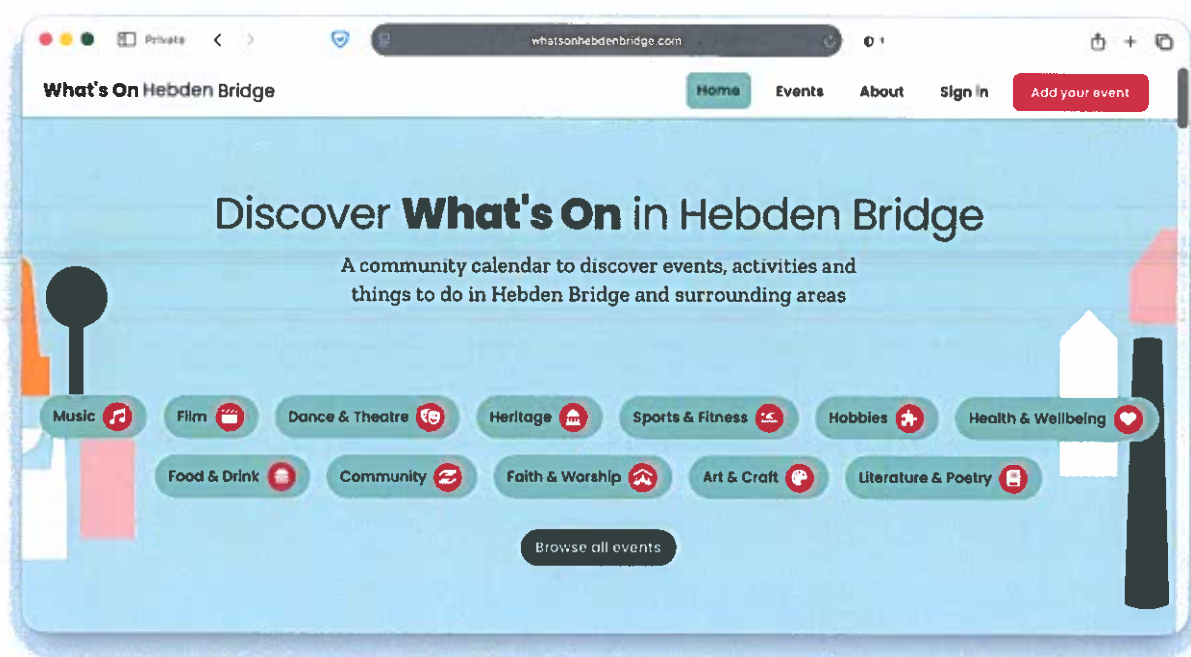 Private
whatsonhebdenbridge.com
1
What's On Hebden Bridge
Home
Events
About
Sign in
Add your event
Discover What's On in Hebden Bridge
A community calendar to discover events, activities and
things to do in Hebden Bridge and surrounding areas
Music
Film
Dance & Theatre
Heritage
Sports & Fitness
Hobbies
Health & Wellbeing
Food & Drink
Community
Faith & Worship
Art & Craft
Literature & Poetry
Browse all events